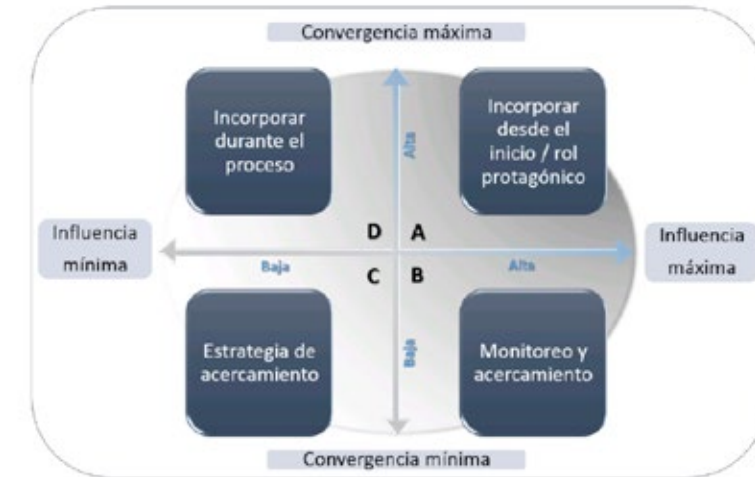 Convergencia máxima
Incorporar
durante el
proceso
Alta
Incorporar
desde el
inicio / rol
protagónico
Influencia
mínima
D A
Influencia
máxima
Baja
C B
Alta
Estrategia de
acercamiento
Baja
Monitoreo y
acercamiento
Convergencia mínima